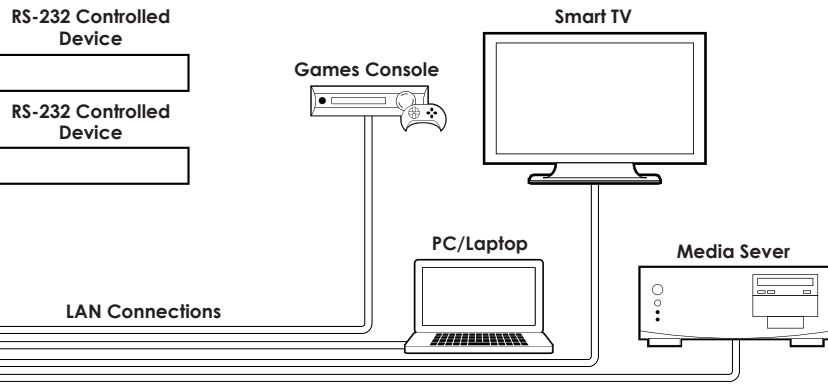 RS-232 Controlled
Device
Smart TV
Games Console
RS-232 Controlled
Device
PC/Laptop
Media Sever
LAN Connections